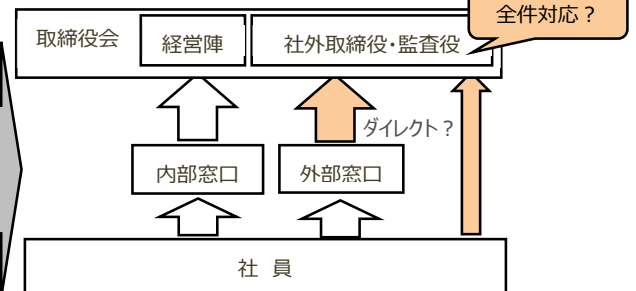 全件対応？
取締役会
経営陣
社外取締役・監査役
ダイレクト？
内部窓口
外部窓口
社 員